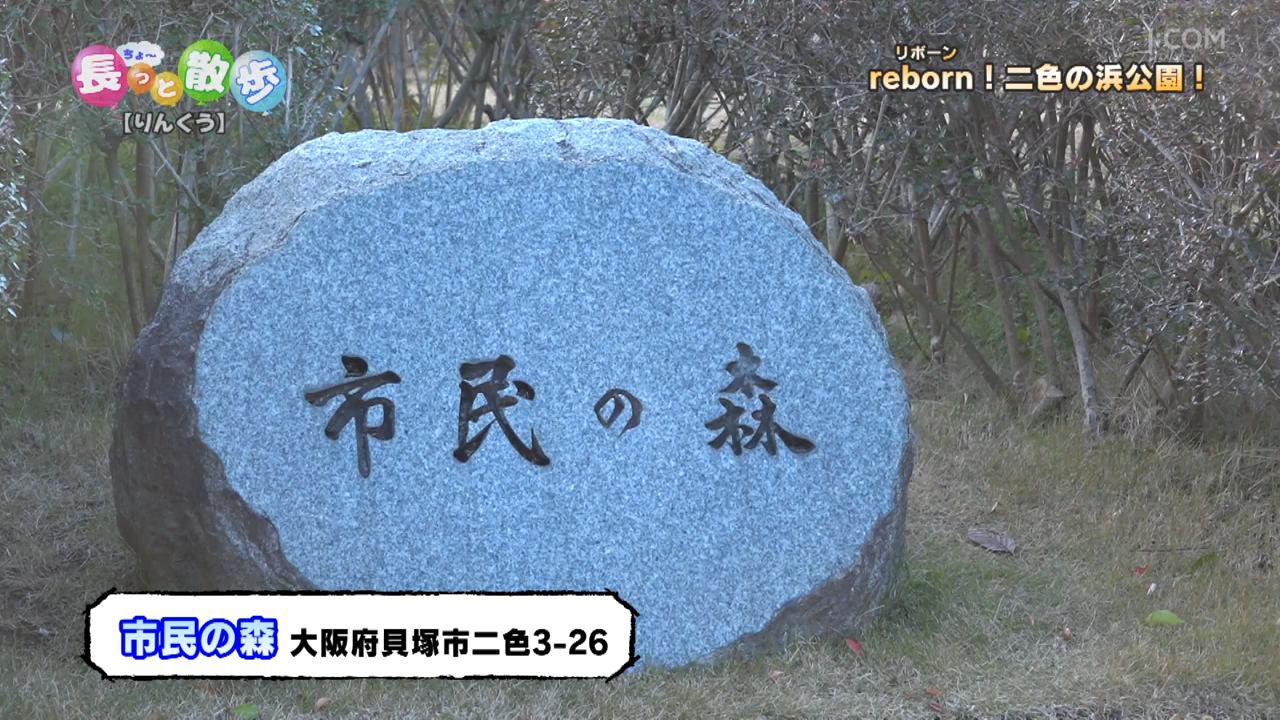 ちょ〜
長っと散歩
【りんくう】
J:COM
リボーン
reborn！二色の浜公園！
市民の森
市民の森 大阪府貝塚市二色3-26